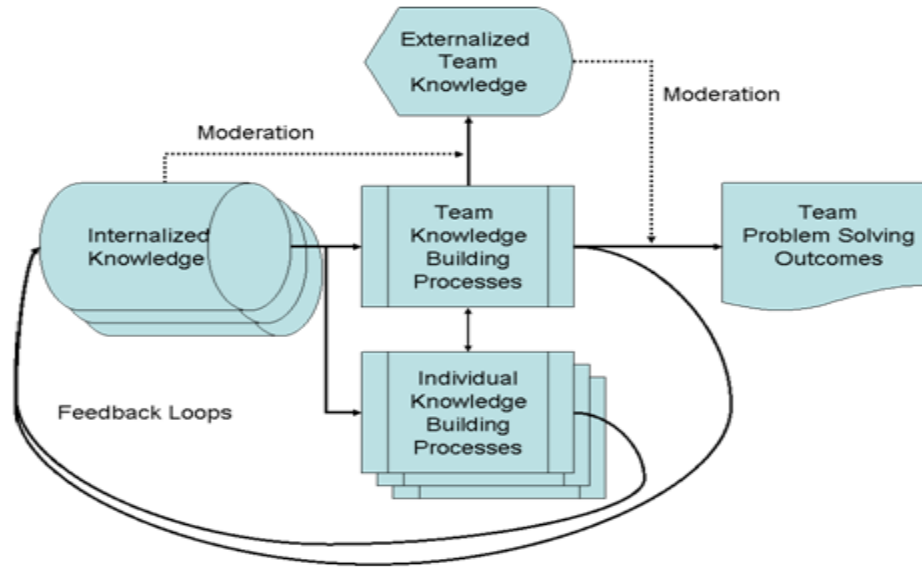 Externalized
Team
Knowledge
Moderation
Moderation
Internalized
Knowledge
Team
Knowledge
Building
Processes
Team
Problem Solving
Outcomes
Individual
Knowledge
Building
Processes
Feedback Loops